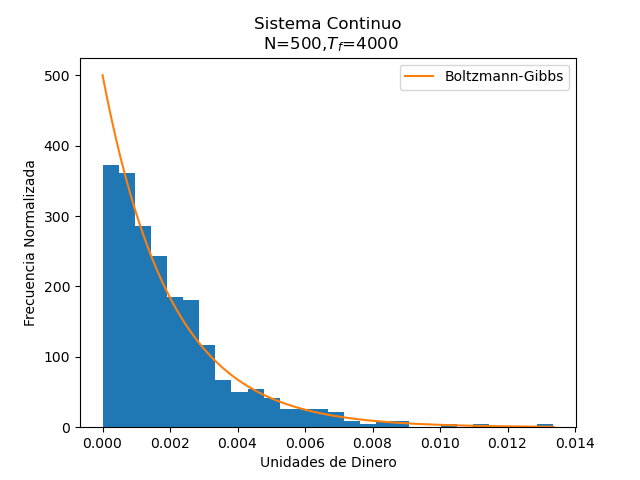 Sistema Continuo
N=500,$T_f$=4000
Boltzmann-Gibbs
500
400
300
200
100
0
Frecuencia Normalizada
0.000 0.002 0.004 0.006 0.008 0.010 0.012 0.014
Unidades de Dinero